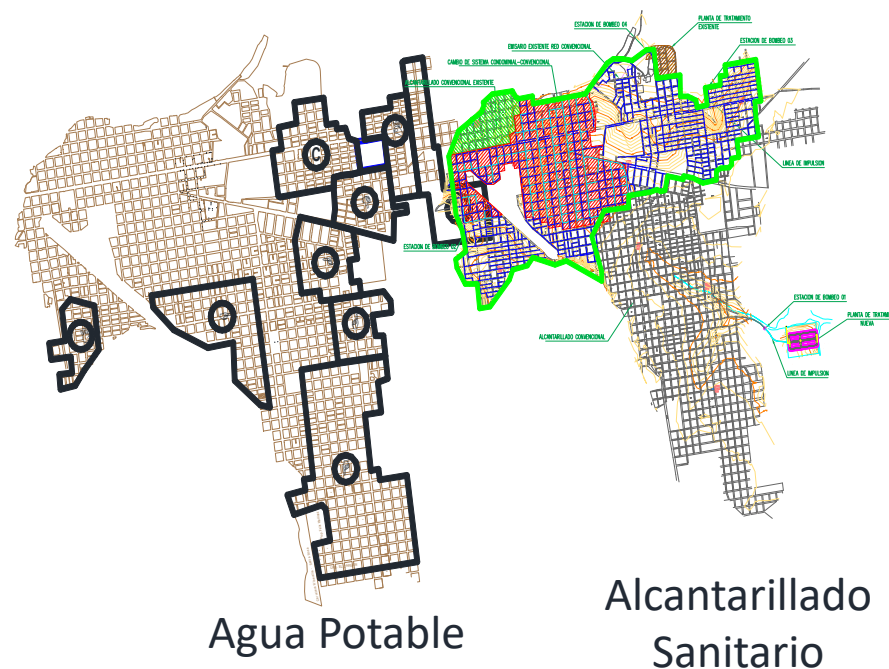 ESTACION DE BOMBEO 04
PLANTA DE TRATAMIENTO
EXISTENTE
EMISARIO EXISTENTE RED CONVENCIONAL
ESTACION DE BOMBEO 03
CAMBIO DE SISTEMA CONDOMINIAL-CONVENCIONAL
ALCANTARILLADO CONVENCIONAL EXISTENTE
C
LINEA DE IMPULSION
ESTACION DE BOMBEO 02
ESTACION DE BOMBEO 01
PLANTA DE TRATAMI
NUEVA
ALCANTARILLADO CONVENCIONAL
LINEA DE IMPULSION
Agua Potable
Alcantarillado
Sanitario